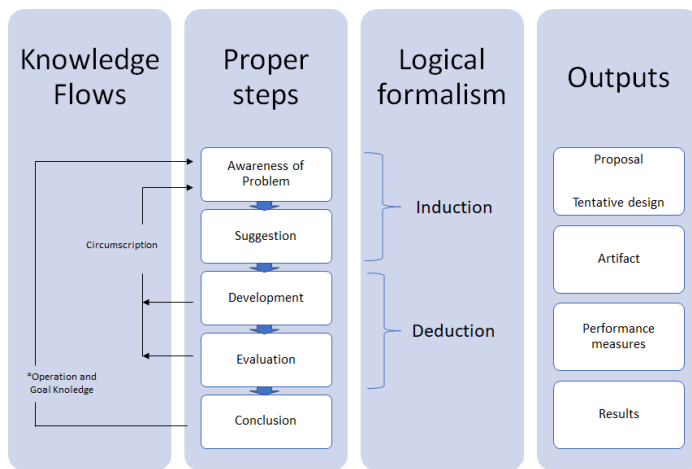 Knowledge
Flows
Proper
steps
Logical
formalism
Outputs
Awareness of
Problem
Suggestion
Development
Evaluation
Conclusion
Circumscription
*Operation and
Goal Knoledge
Induction
Deduction
Proposal
Tentative design
Artifact
Performance
measures
Results